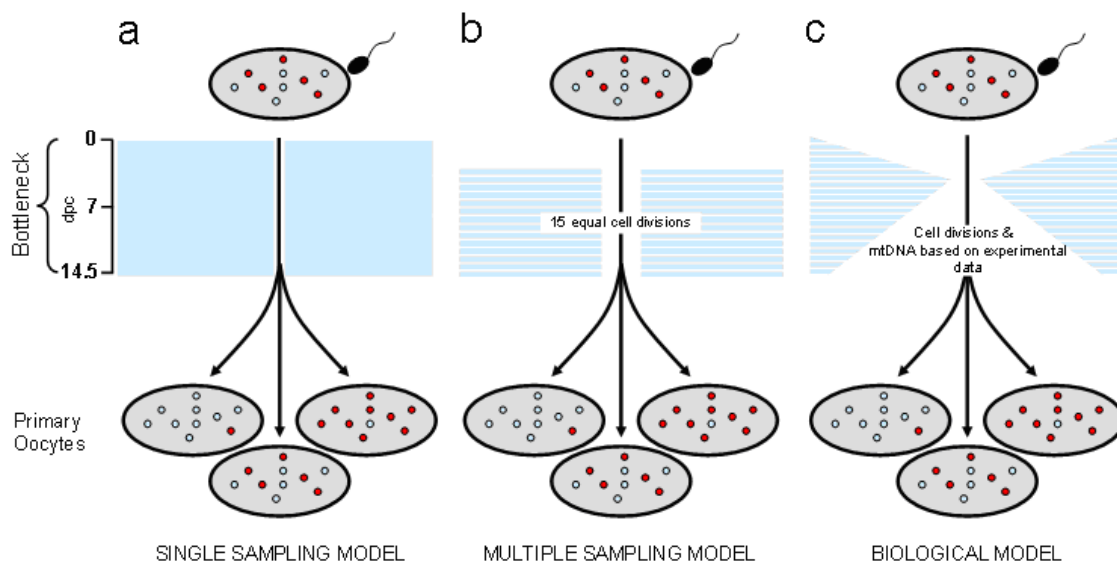 a
b
c
Bottleneck
dpc
0
7
14.5
15 equal cell divisions
Cell divisions &
mtDNA based on experimental
data
Primary
Oocytes
SINGLE SAMPLING MODEL
MULTIPLE SAMPLING MODEL
BIOLOGICAL MODEL